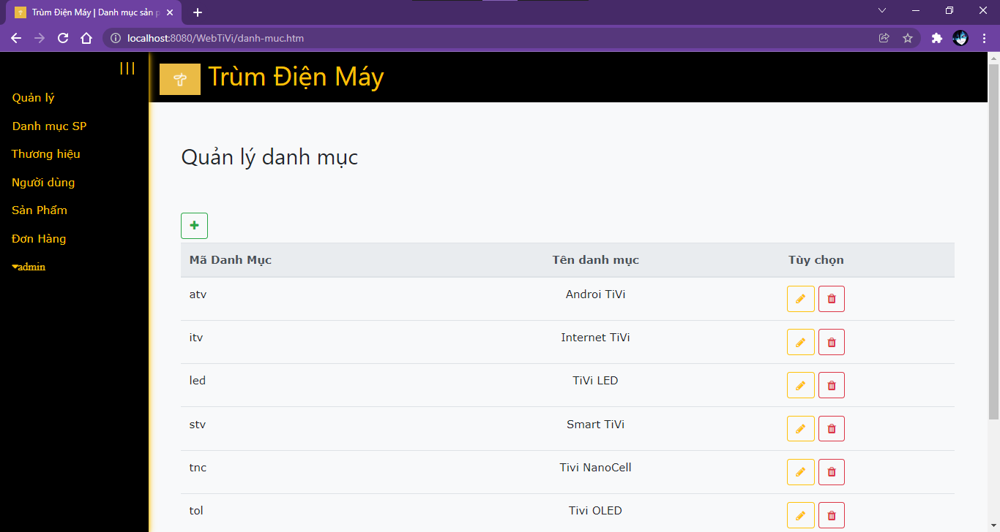 Trùm Điện Máy | Danh mục sản p
localhost:8080/WebTiVi/danh-muc.htm
|||
Trùm Điện Máy
Quản lý
Danh mục SP
Thương hiệu
Người dùng
Sản Phẩm
Đơn Hàng
admin
Quản lý danh mục
Mã Danh Mục Tên danh mục Tùy chọn
atv Androi TiVi
itv Internet TiVi
led TiVi LED
stv Smart TiVi
tnc Tivi NanoCell
tol Tivi OLED